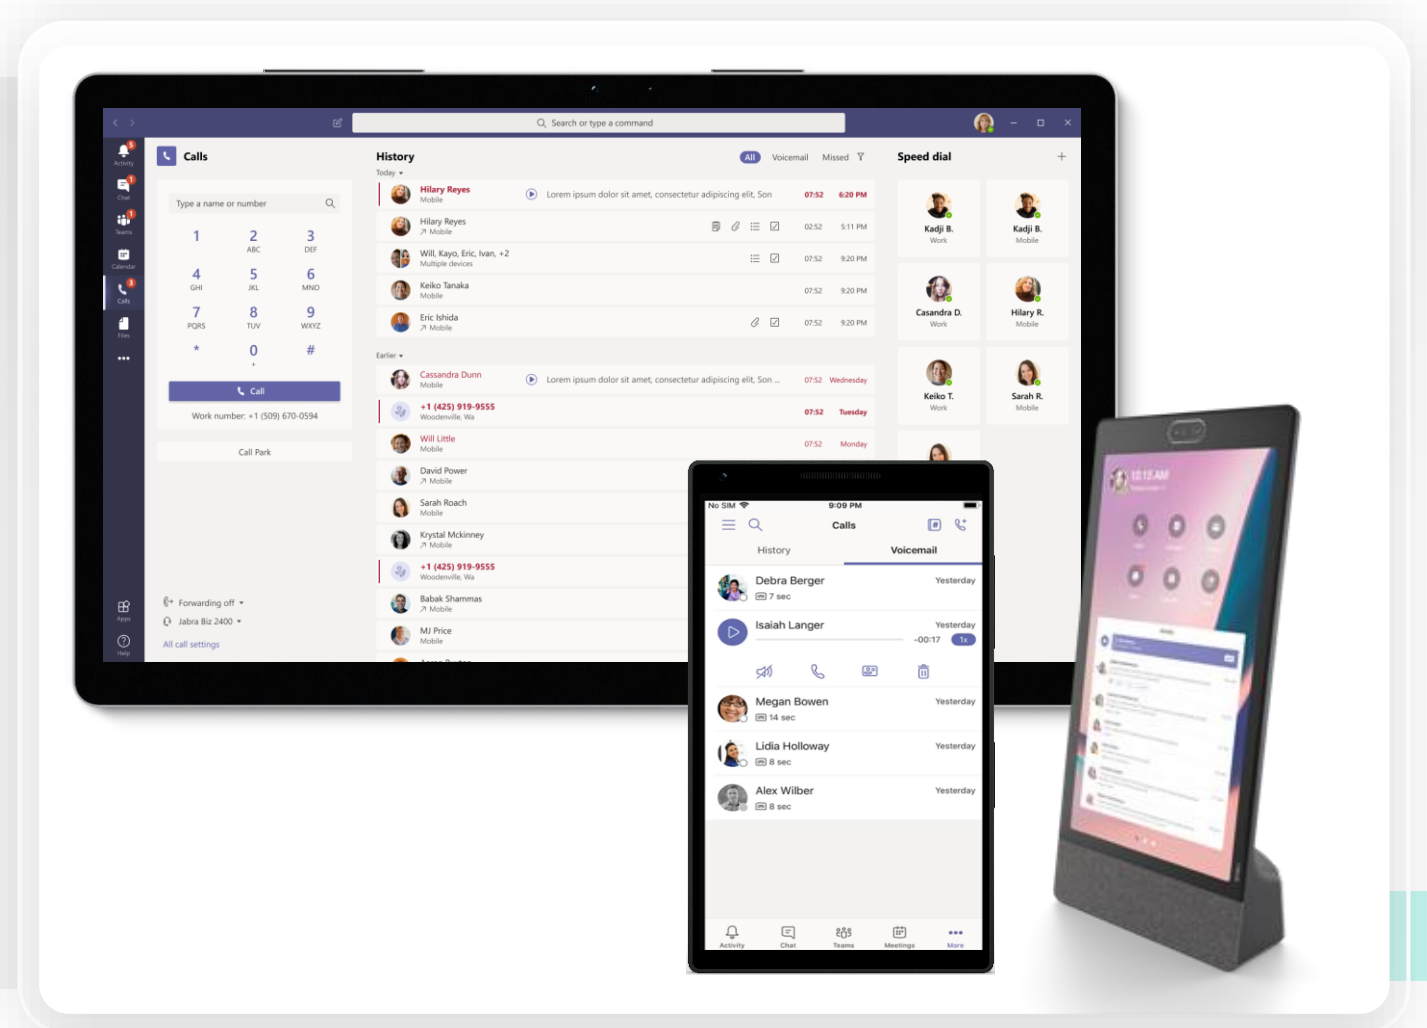 Search or type a command
5
Activity
1
Chat
1
Teams
Calendar
3
Calls
Files
Apps
Help
Calls
Type a name or number
1 2 3
ABC DEF
4 5 6
GHI JKL MNO
7 8 9
PQRS TUV WXYZ
* 0 #
+
Call
Work number: +1 (509) 670-0594
Call Park
Forwarding off
Jabra Biz 2400
All call settings
History
All Voicemail Missed
Today
Hilary Reyes
Mobile
Lorem ipsum dolor sit amet, consectetur adipiscing elit, Son 07:52 6:20 PM
Hilary Reyes
Mobile
02:52 5:11 PM
Will, Kayo, Eric, Ivan, +2
Multiple devices
07:52 9:20 PM
Keiko Tanaka
Mobile
07:52 9:20 PM
Eric Ishida
Mobile
07:52 9:20 PM
Earlier
Cassandra Dunn
Mobile
Lorem ipsum dolor sit amet, consectetur adipiscing elit, Son ... 07:52 Wednesday
+1 (425) 919-9555
Woodenville, Wa
07:52 Tuesday
Will Little
Mobile
07:52 Monday
David Power
Mobile
Sarah Roach
Mobile
Krystal Mckinney
Mobile
+1 (425) 919-9555
Woodenville, Wa
Babak Shammas
Mobile
MJ Price
Mobile
Speed dial
Kadji B.
Work
Kadji B.
Mobile
Casandra D.
Work
Hilary R.
Mobile
Keiko T.
Work
Sarah R.
Mobile
No SIM 9:09 PM
Calls
History Voicemail
Debra Berger Yesterday
7 sec
Isaiah Langer Yesterday
-00:17 1x
Megan Bowen Yesterday
14 sec
Lidia Holloway Yesterday
8 sec
Alex Wilber Yesterday
8 sec
Activity Chat Teams Meetings More
10:15 AM